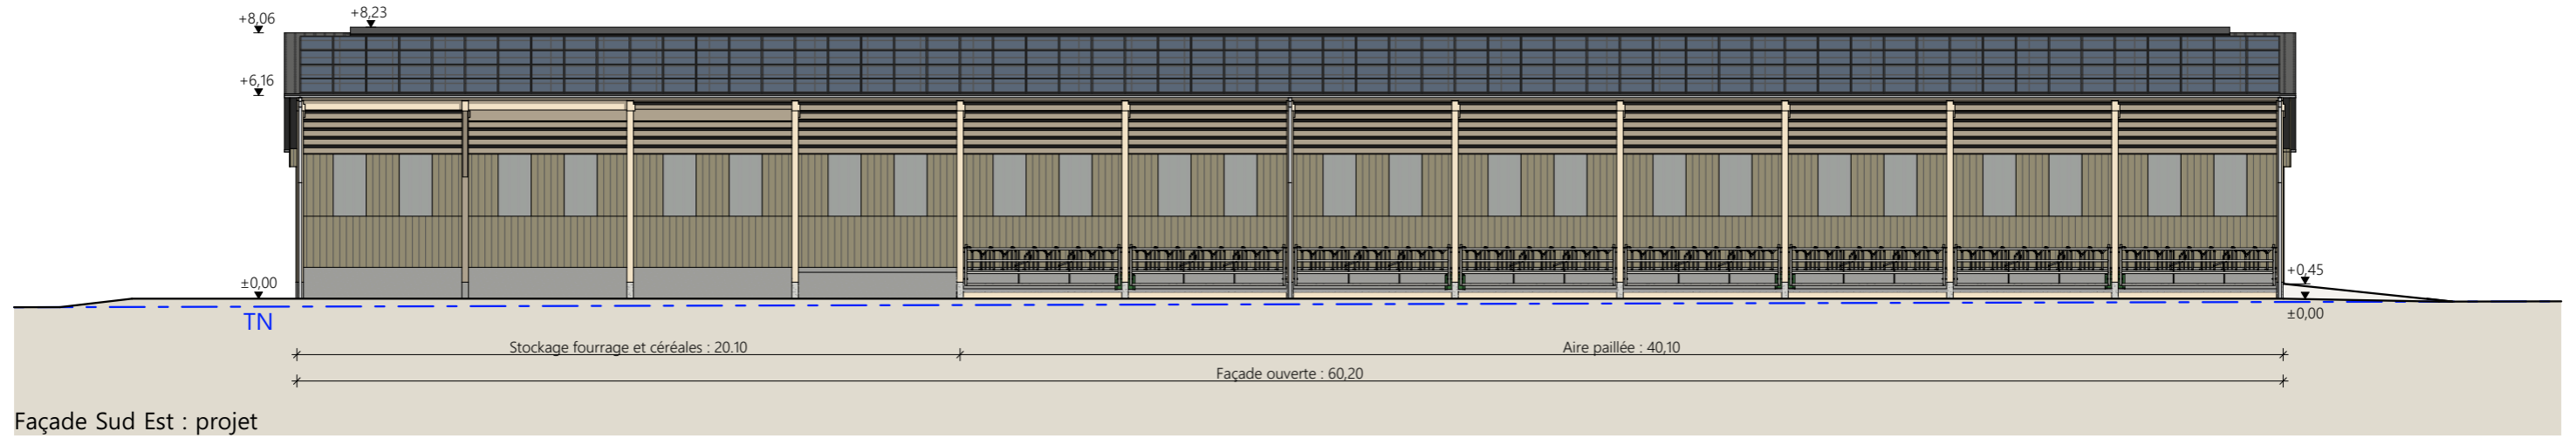 +8,06
+8,23
+6,16
±0,00
TN
+0,45
±0,00
Stockage fourrage et céréales : 20.10
Aire paillée : 40,10
Façade ouverte : 60,20
Façade Sud Est : projet